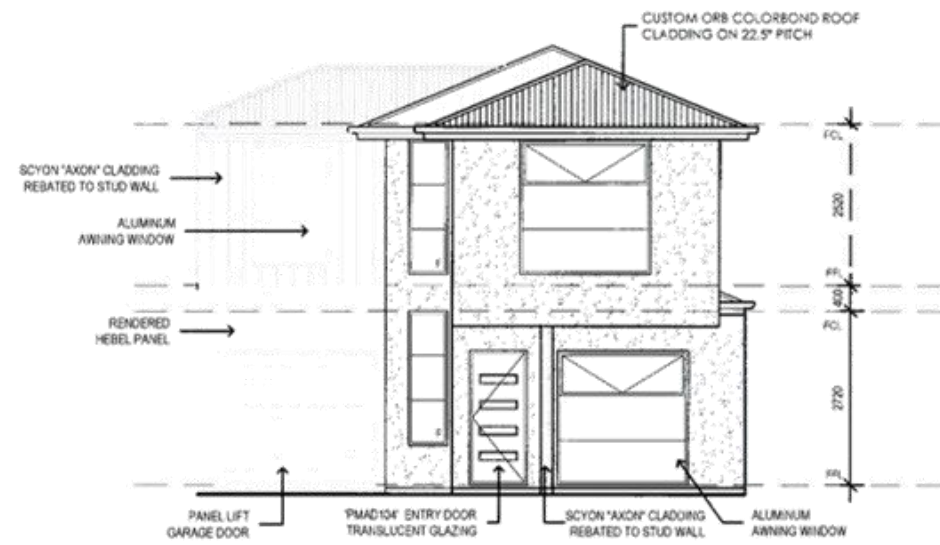 CUSTOM ORB COLORBOND ROOF
CLADDING ON 22.5° PITCH
FCL
SCYON "AXON" CLADDING
REBATED TO STUD WALL
2520
ALUMINUM
AWNING WINDOW
F
FFL
400
RENDERED
HEBEL PANEL
FCL
2720
F
FFL
PANEL LIFT
GARAGE DOOR
'PMAD104' ENTRY DOOR
TRANSLUCENT GLAZING
SCYON "AXON" CLADDING
REBATED TO STUD WALL
ALUMINUM
AWNING WINDOW